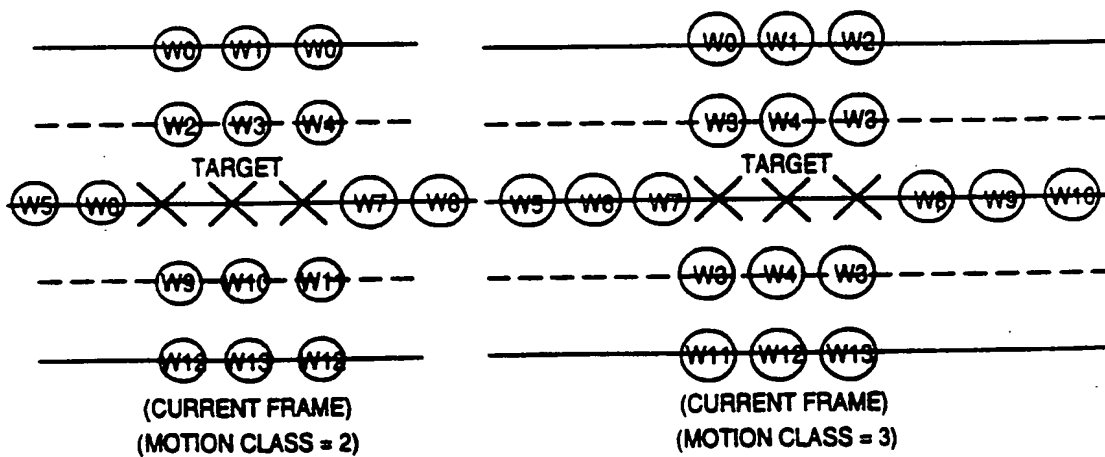 W0 W1 W0
W2 W3 W4
TARGET
W5 W6 W7 W8
W9 W10 W11
W12 W13 W12
(CURRENT FRAME)
(MOTION CLASS = 2)
W0 W1 W2
W3 W4 W3
TARGET
W5 W6 W7 W8 W9 W10
W3 W4 W3
W11 W12 W13
(CURRENT FRAME)
(MOTION CLASS = 3)